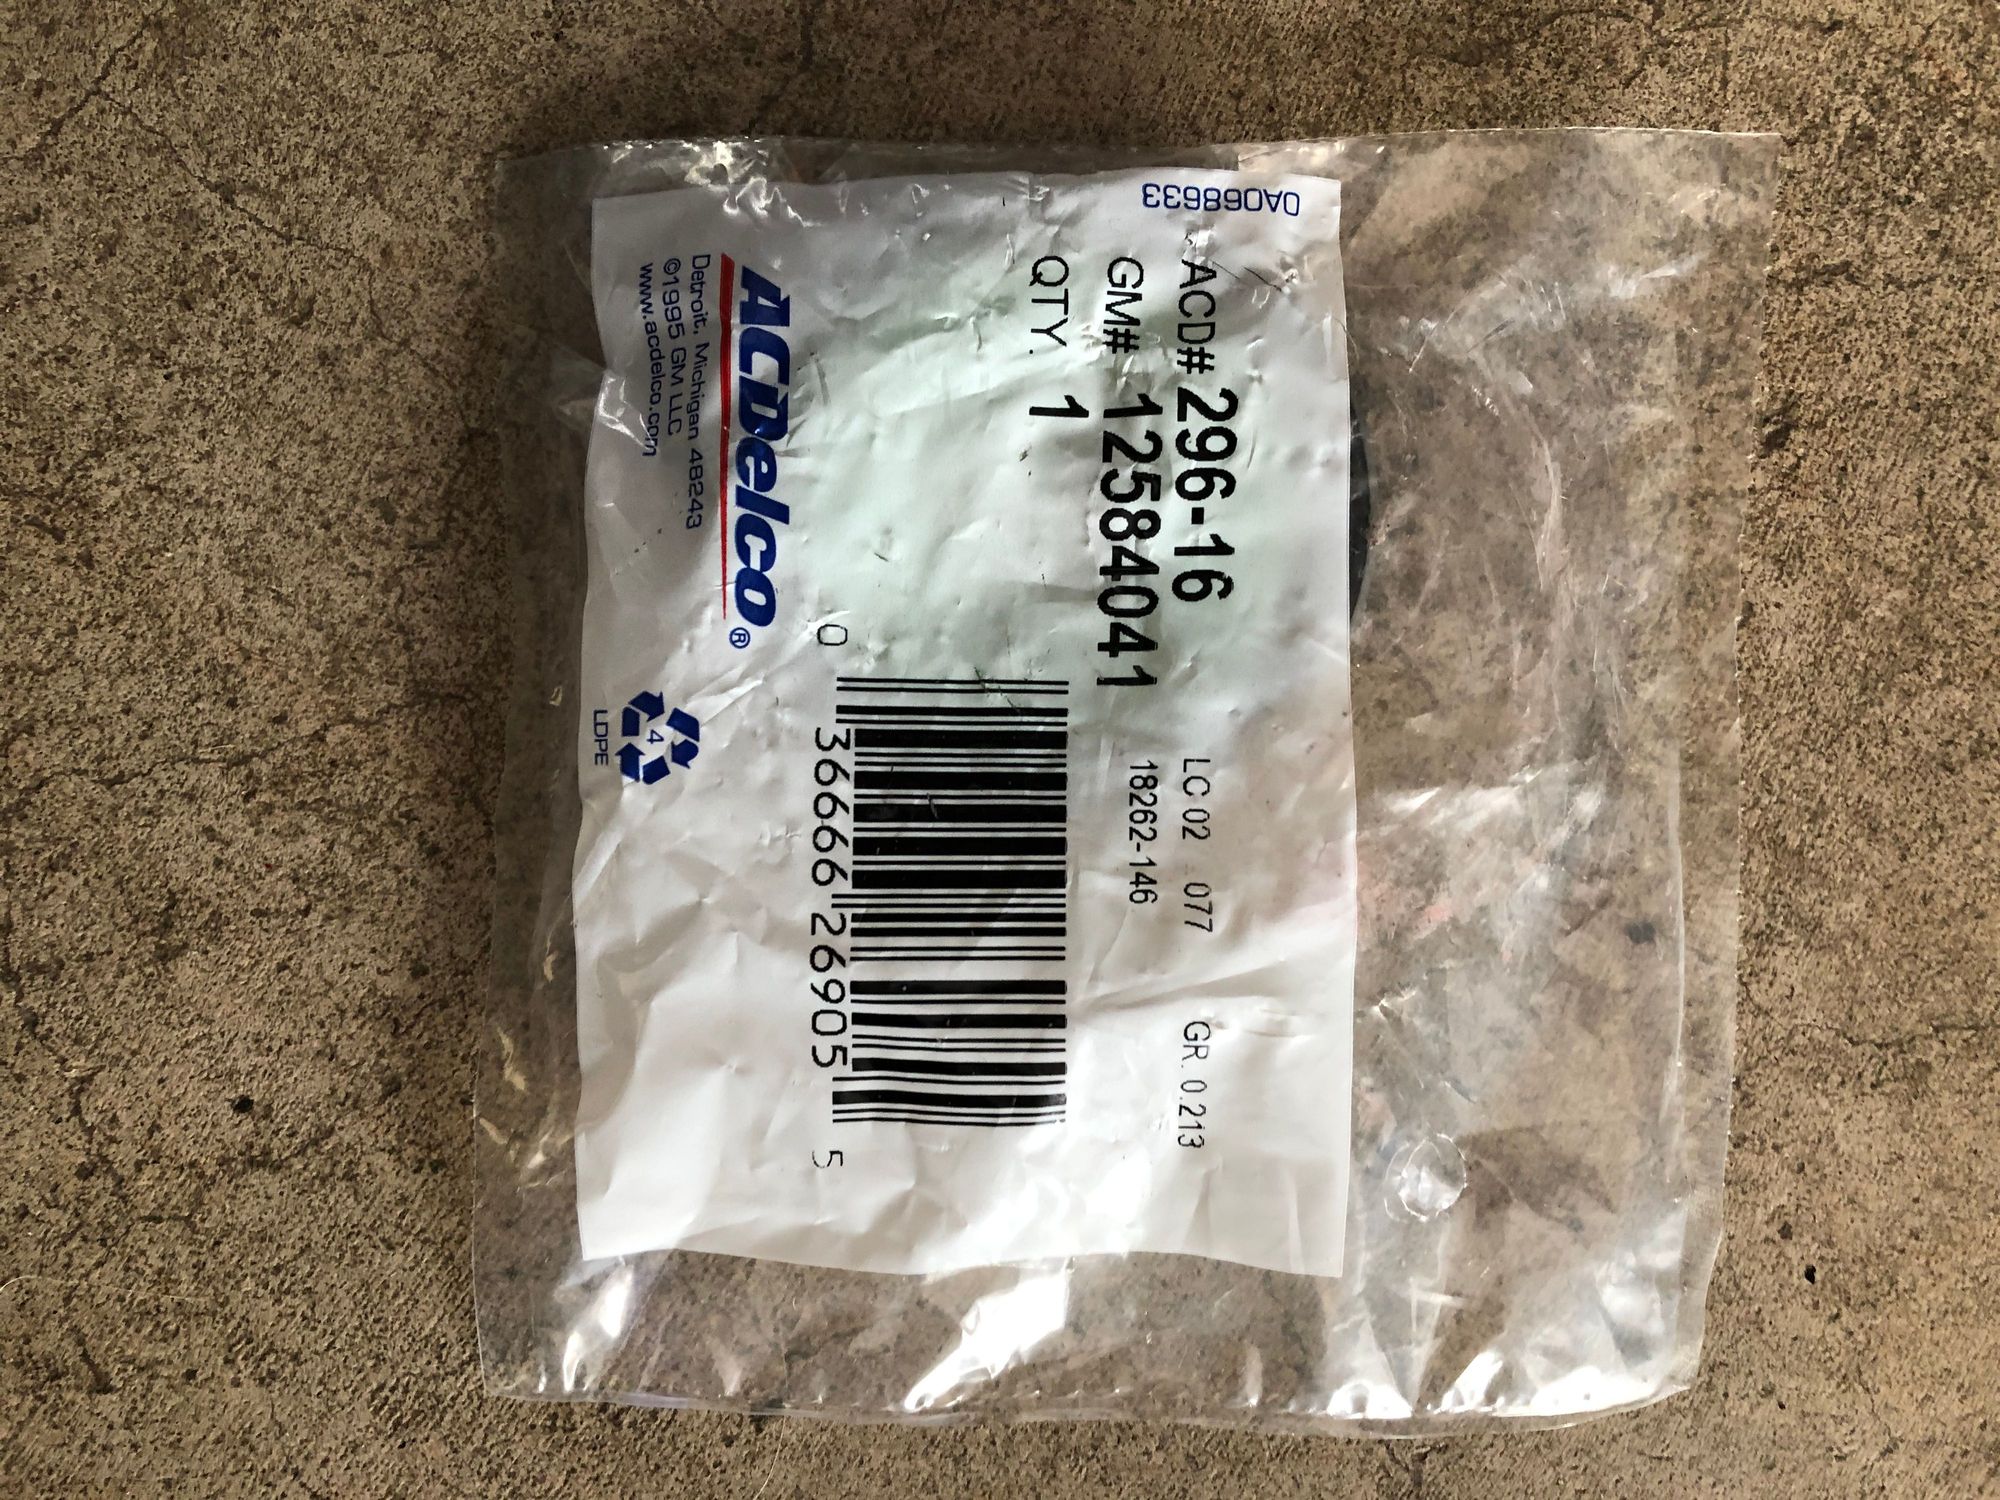 0A068633
ACD# 296-16
GM# 12584041
QTY. 1
LC 02 077 GR. 0.213
18262-146
0 36666 26905 5
ACDelco®
Detroit, Michigan 48243
©1995 GM LLC
www.acdelco.com
4
LDPE